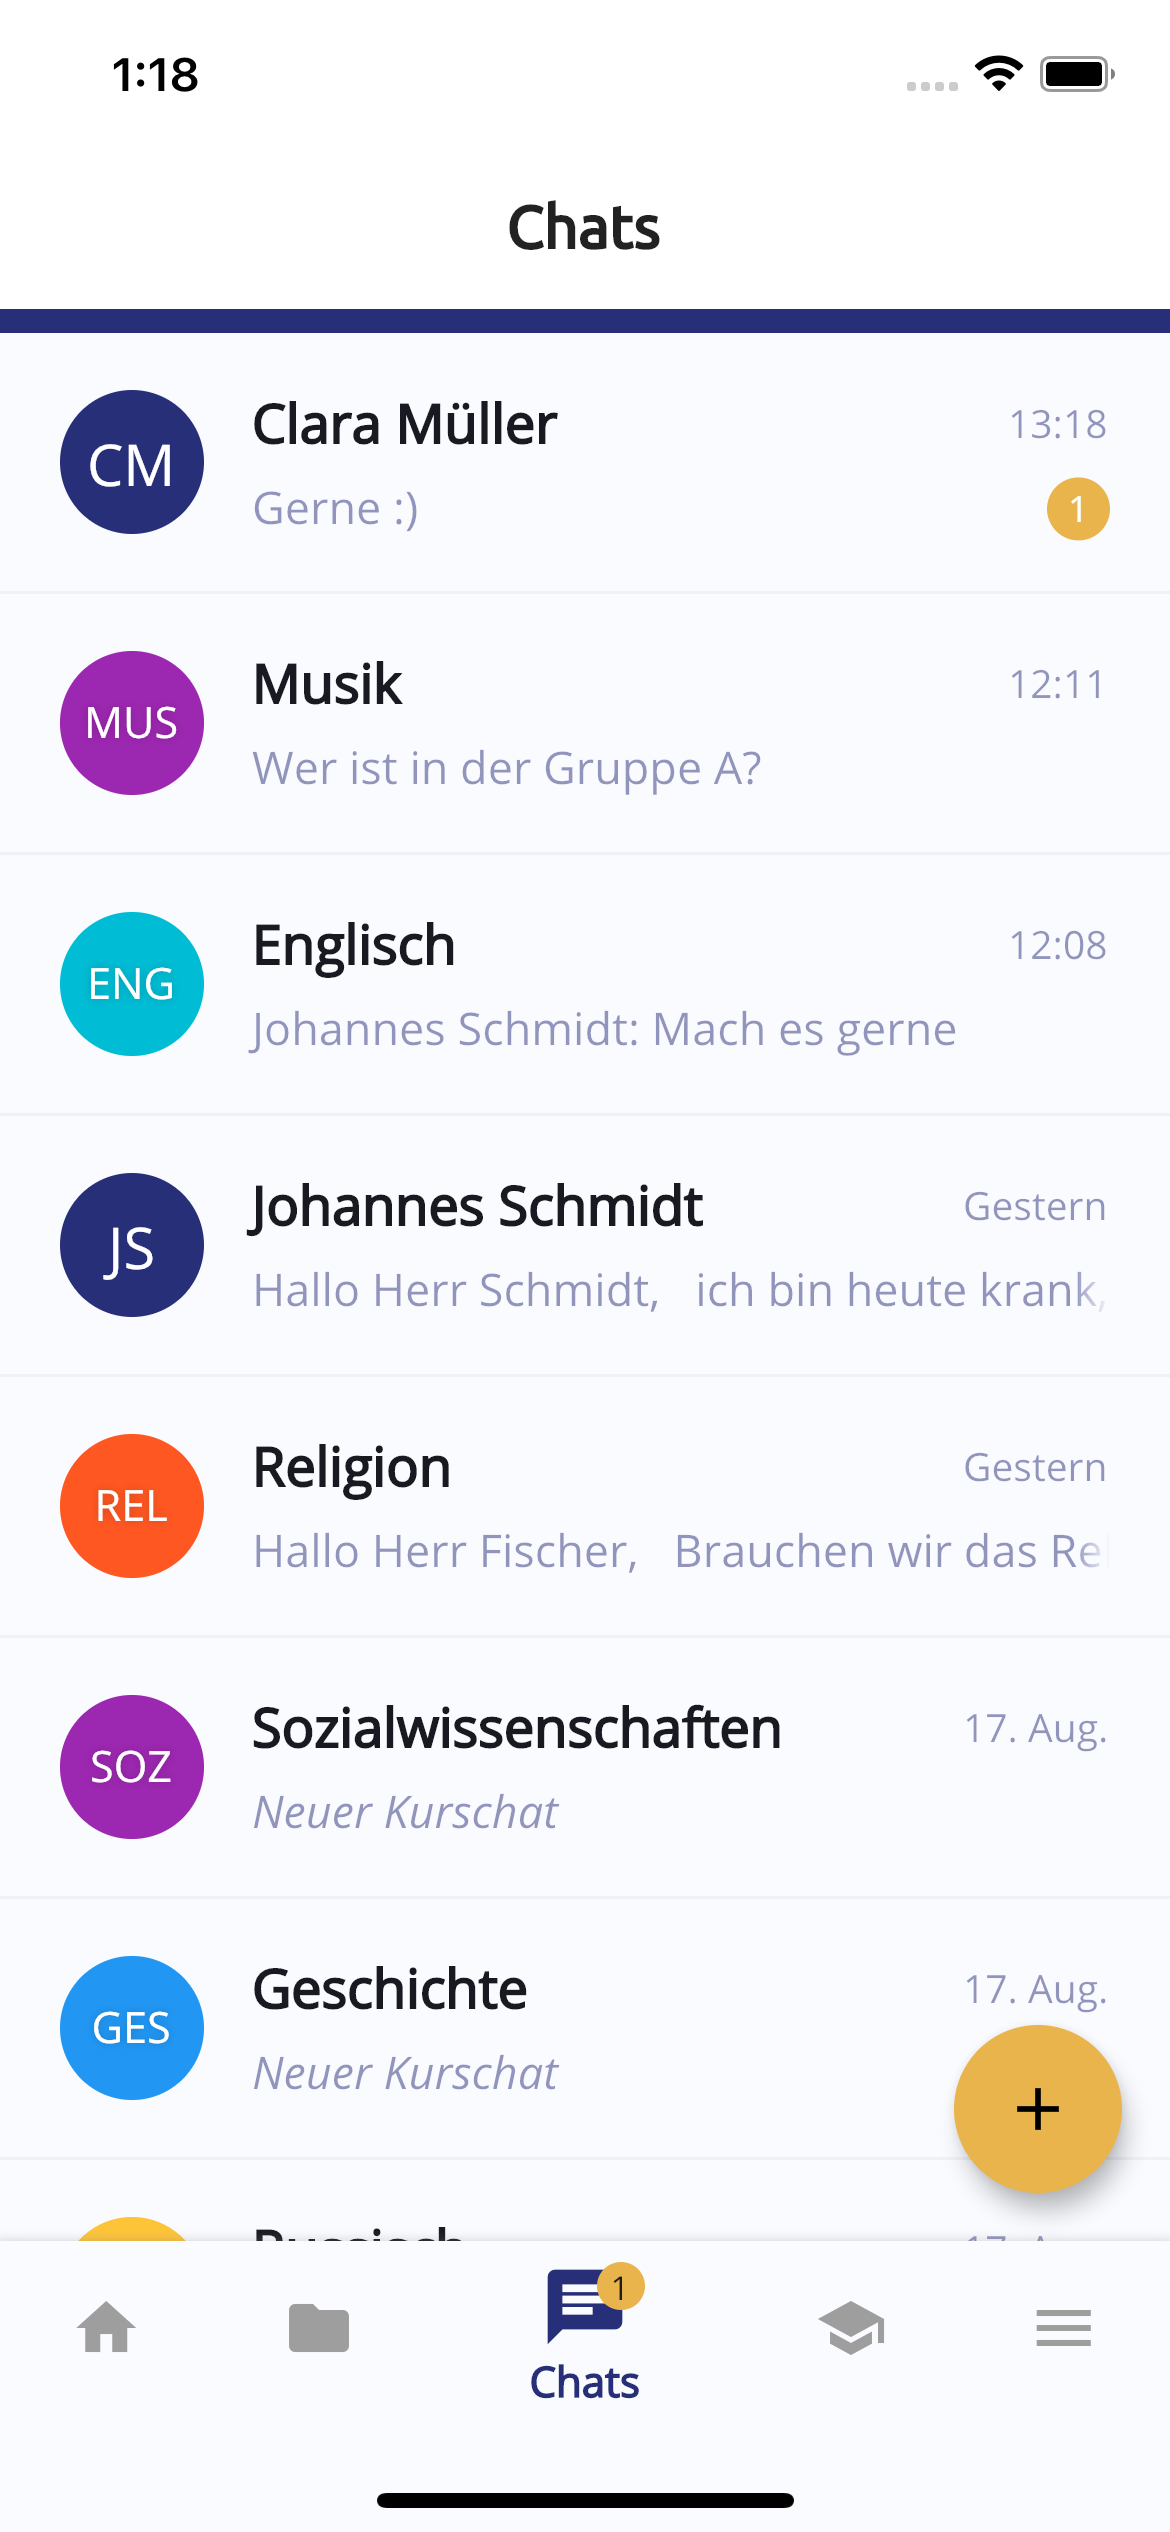 1:18
Chats
CM
Clara Müller
13:18
Gerne :)
1
MUS
Musik
12:11
Wer ist in der Gruppe A?
ENG
Englisch
12:08
Johannes Schmidt: Mach es gerne
JS
Johannes Schmidt
Gestern
Hallo Herr Schmidt,   ich bin heute krank,
REL
Religion
Gestern
Hallo Herr Fischer,   Brauchen wir das Rel
SOZ
Sozialwissenschaften
17. Aug.
Neuer Kurschat
GES
Geschichte
17. Aug.
Neuer Kurschat
+
Russisch
1
Chats